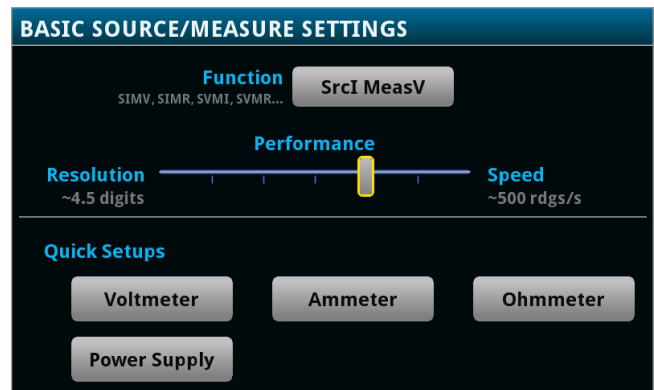 BASIC SOURCE/MEASURE SETTINGS
Function
SrcI MeasV
SIMV, SIMR, SVMI, SVMR...
Performance
Resolution
Speed
~4.5 digits
~500 rdgs/s
Quick Setups
Voltmeter
Ammeter
Ohmmeter
Power Supply